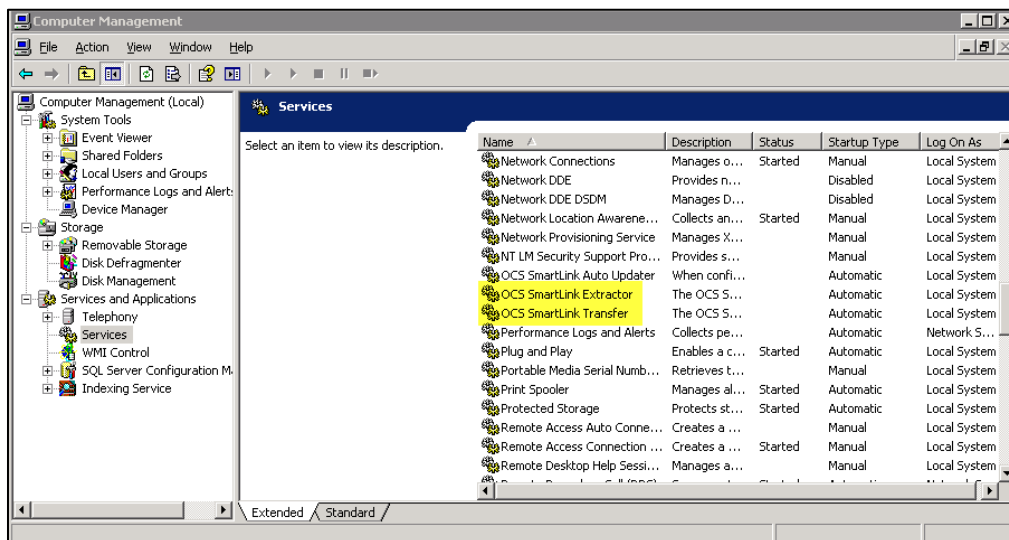 Computer Management
File Action View Window Help
Computer Management (Local)
System Tools
Event Viewer
Shared Folders
Local Users and Groups
Performance Logs and Alert
Device Manager
Storage
Removable Storage
Disk Defragmenter
Disk Management
Services and Applications
Telephony
Services
WMI Control
SQL Server Configuration M
Indexing Service
Services
Select an item to view its description.
Name Description Status Startup Type Log On As
Network Connections Manages o... Started Manual Local System
Network DDE Provides n... Disabled Local System
Network DDE DSDM Manages D... Disabled Local System
Network Location Awarene... Collects an... Started Manual Local System
Network Provisioning Service Manages X... Manual Local System
NT LM Security Support Pro... Provides s... Manual Local System
OCS SmartLink Auto Updater When confi... Automatic Local System
OCS SmartLink Extractor The OCS S... Automatic Local System
OCS SmartLink Transfer The OCS S... Automatic Local System
Performance Logs and Alerts Collects pe... Automatic Network S...
Plug and Play Enables a c... Started Automatic Local System
Portable Media Serial Numb... Retrieves t... Manual Local System
Print Spooler Manages al... Started Automatic Local System
Protected Storage Protects st... Started Automatic Local System
Remote Access Auto Conne... Creates a ... Manual Local System
Remote Access Connection ... Creates a ... Started Manual Local System
Remote Desktop Help Sessi... Manages a... Manual Local System
Extended Standard